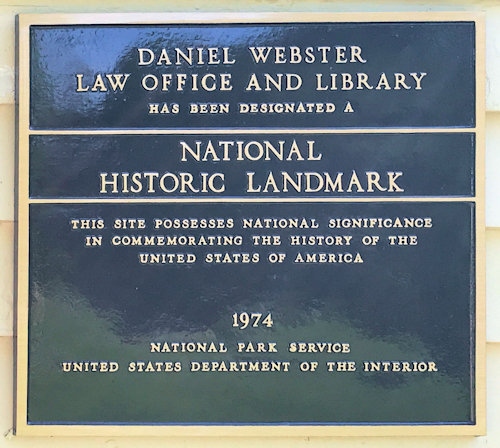 DANIEL WEBSTER
LAW OFFICE AND LIBRARY
HAS BEEN DESIGNATED A
NATIONAL
HISTORIC LANDMARK
THIS SITE POSSESSES NATIONAL SIGNIFICANCE
IN COMMEMORATING THE HISTORY OF THE
UNITED STATES OF AMERICA
1974
NATIONAL PARK SERVICE
UNITED STATES DEPARTMENT OF THE INTERIOR